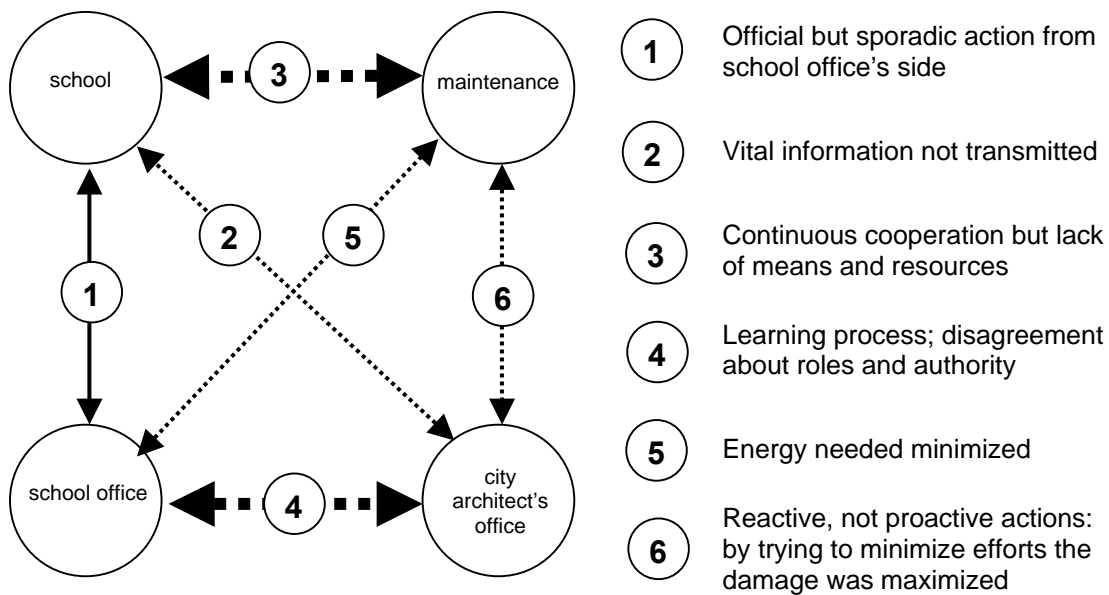 school
3
maintenance
2
5
1
6
school office
4
city
architect's
office
1
Official but sporadic action from
school office's side
2
Vital information not transmitted
3
Continuous cooperation but lack
of means and resources
4
Learning process; disagreement
about roles and authority
5
Energy needed minimized
6
Reactive, not proactive actions:
by trying to minimize efforts the
damage was maximized